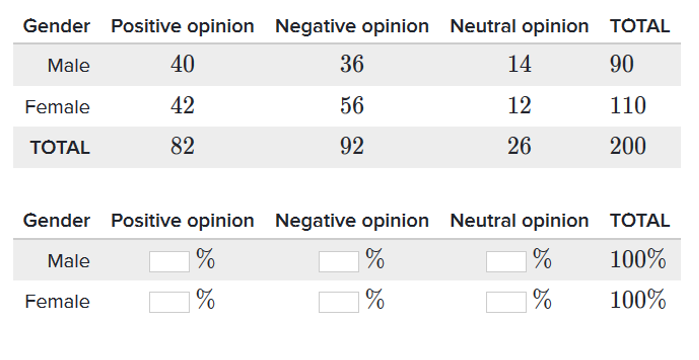 Gender Positive opinion Negative opinion Neutral opinion TOTAL
Male 40 36 14 90
Female 42 56 12 110
TOTAL 82 92 26 200
Gender Positive opinion Negative opinion Neutral opinion TOTAL
Male % % % 100%
Female % % % 100%